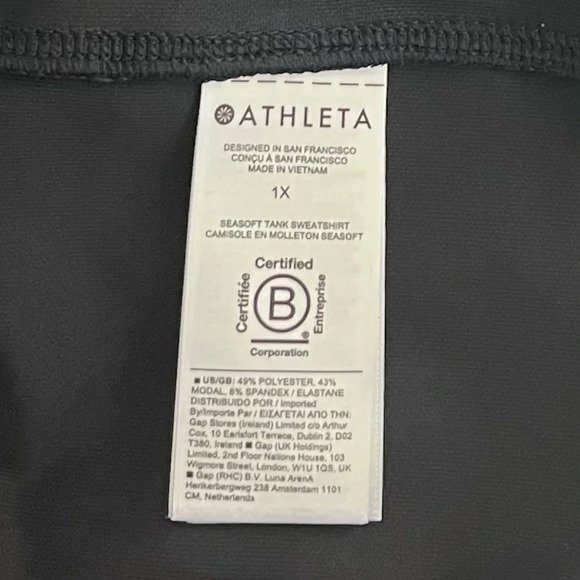 ATHLETA
DESIGNED IN SAN FRANCISCO
CONÇU À SAN FRANCISCO
MADE IN VIETNAM
1X
SEASOFT TANK SWEATSHIRT
CAMISOLE EN MOLLETON SEASOFT
Certified
Certifiée
B
®
Entreprise
Corporation
■ US/GB: 49% POLYESTER, 43%
MODAL, 8% SPANDEX / ELASTANE
DISTRIBUIDO POR / Imported
By/Importe Par / ΕΙΣΑΓΕΤΑΙ ΑΠΟ ΤΗΝ:
Gap Stores (Ireland) Limited c/o Arthur
Cox, 10 Earlsfort Terrace, Dublin 2, D02
T380, Ireland ■ Gap (UK Holdings)
Limited, 2nd Floor Nations House, 103
Wigmore Street, London, W1U 1QS, UK
■ Gap (RHC) B.V. Luna ArenA
Herikerbergweg 238 Amsterdam 1101
CM, Netherlands